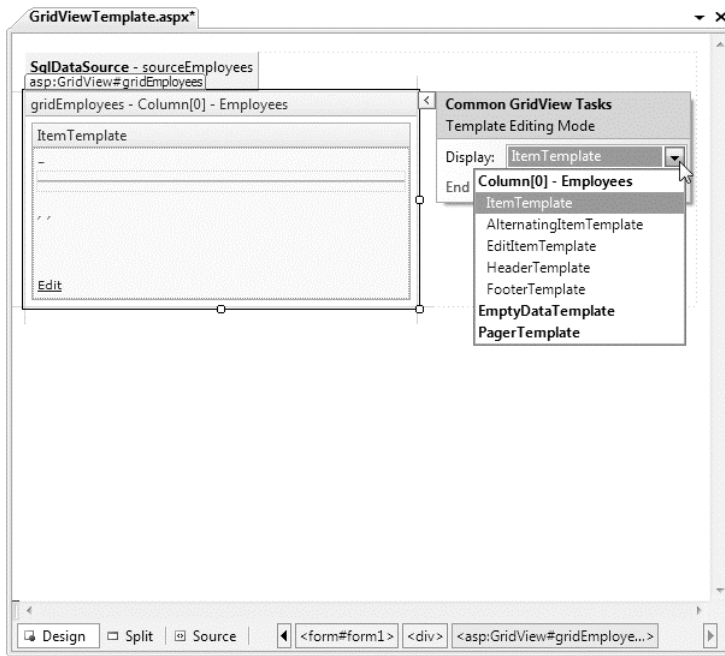 GridViewTemplate.aspx*
SqlDataSource - sourceEmployees
asp:GridView#gridEmployees
gridEmployees - Column[0] - Employees
ItemTemplate
Edit
Common GridView Tasks
Template Editing Mode
Display: ItemTemplate
End
Column[0] - Employees
ItemTemplate
AlternatingItemTemplate
EditItemTemplate
HeaderTemplate
FooterTemplate
EmptyDataTemplate
PagerTemplate
Design Split Source <form#form1> <div> <asp:GridView#gridEmploye...>